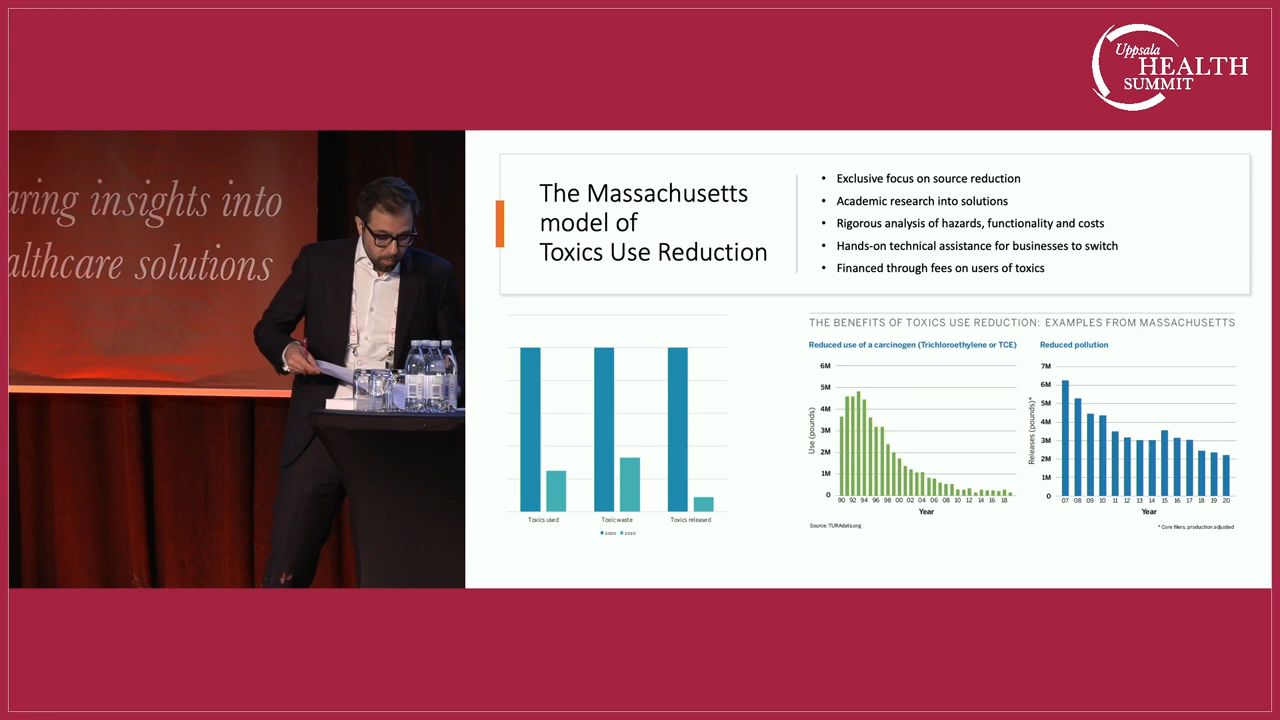 Uppsala
HEALTH
SUMMIT
aring insights into
althcare solutions
The Massachusetts
model of
Toxics Use Reduction
• Exclusive focus on source reduction
• Academic research into solutions
• Rigorous analysis of hazards, functionality and costs
• Hands-on technical assistance for businesses to switch
• Financed through fees on users of toxics
Toxics used Toxic waste Toxics released
2000 2020
THE BENEFITS OF TOXICS USE REDUCTION: EXAMPLES FROM MASSACHUSETTS
Reduced use of a carcinogen (Trichloroethylene or TCE)
Use (pounds)
6M
5M
4M
3M
2M
1M
0
90 92 94 96 98 00 02 04 06 08 10 12 14 16 18
Year
Source: TURAdata.org
Reduced pollution
Releases (pounds)*
7M
6M
5M
4M
3M
2M
1M
0
07 08 09 10 11 12 13 14 15 16 17 18 19 20
Year
* Core filers, production adjusted